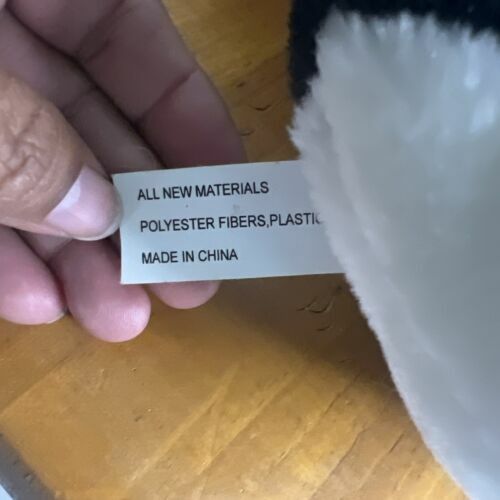 ALL NEW MATERIALS
POLYESTER FIBERS,PLASTIC
MADE IN CHINA